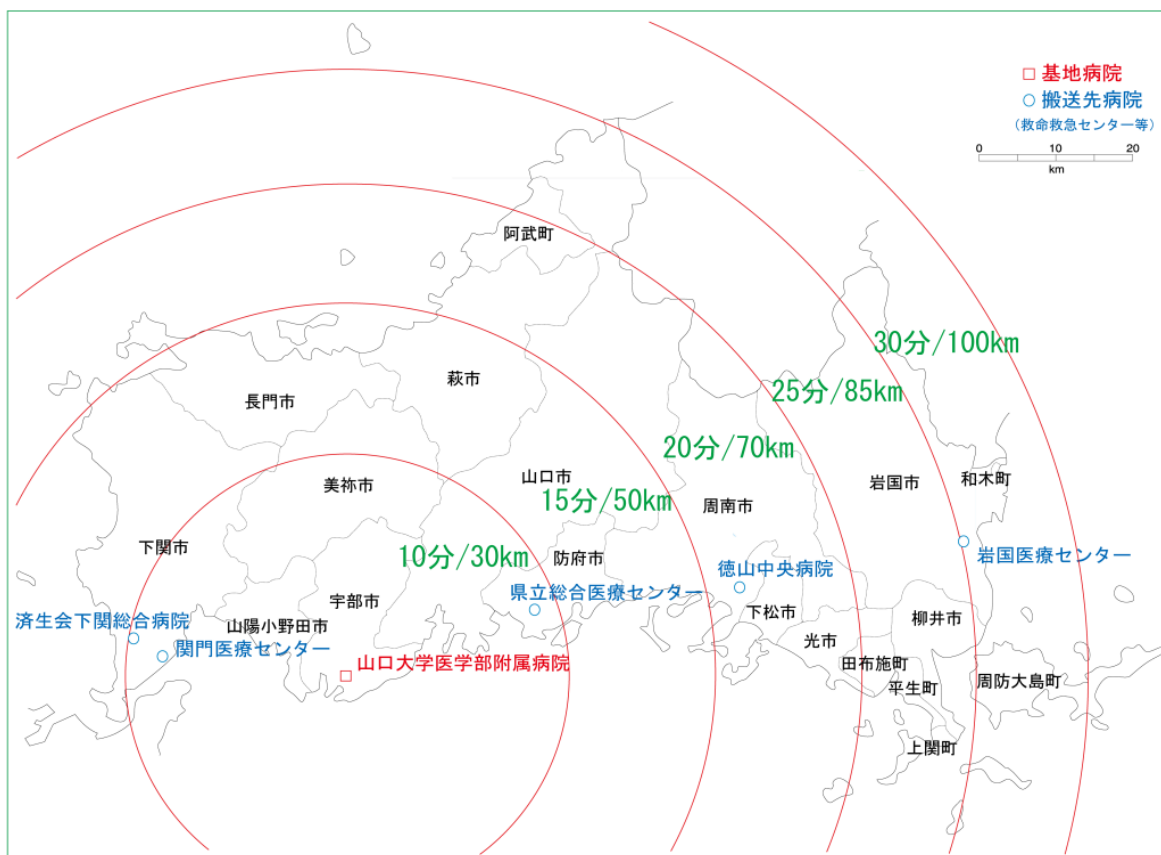 □ 基地病院
○ 搬送先病院
（救命救急センター等）
0 10 20
km
阿武町
30分/100km
萩市
25分/85km
長門市
20分/70km
山口市
美祢市
岩国市
和木町
15分/50km
周南市
下関市
10分/30km
防府市
岩国医療センター
徳山中央病院
県立総合医療センター
宇部市
下松市
柳井市
済生会下関総合病院
山陽小野田市
光市
関門医療センター
山口大学医学部附属病院
田布施町
周防大島町
平生町
上関町